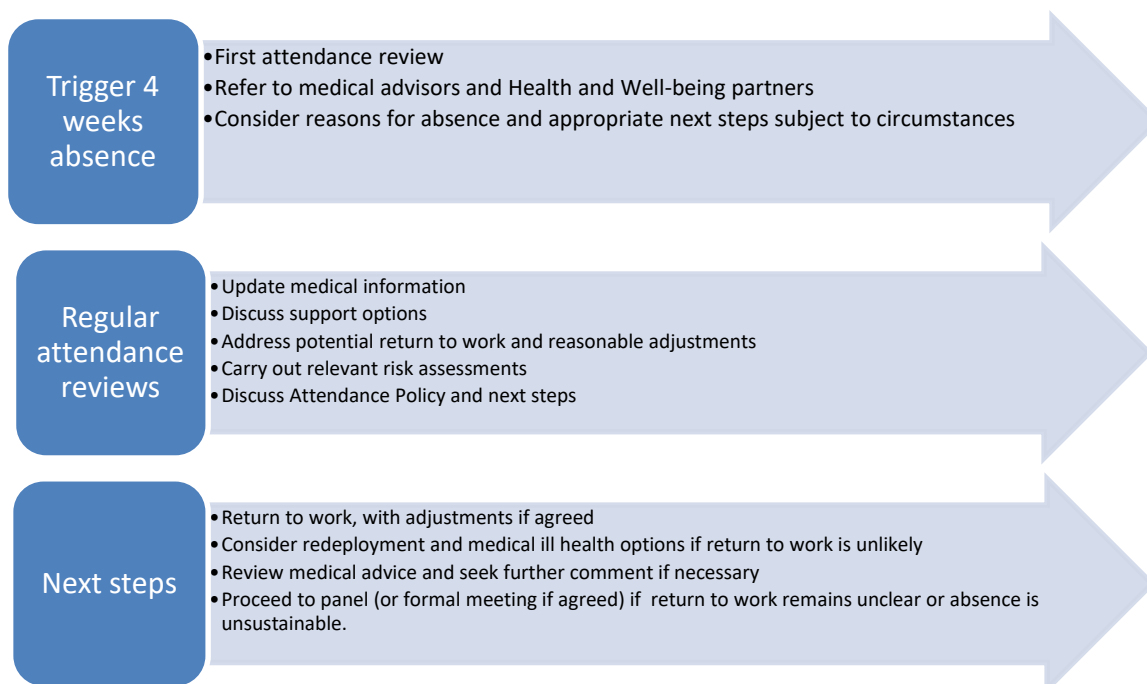 Trigger 4
weeks
absence
•First attendance review
•Refer to medical advisors and Health and Well-being partners
•Consider reasons for absence and appropriate next steps subject to circumstances
Regular
attendance
reviews
•Update medical information
•Discuss support options
•Address potential return to work and reasonable adjustments
•Carry out relevant risk assessments
•Discuss Attendance Policy and next steps
Next steps
•Return to work, with adjustments if agreed
•Consider redeployment and medical ill health options if return to work is unlikely
•Review medical advice and seek further comment if necessary
•Proceed to panel (or formal meeting if agreed) if  return to work remains unclear or absence is
unsustainable.